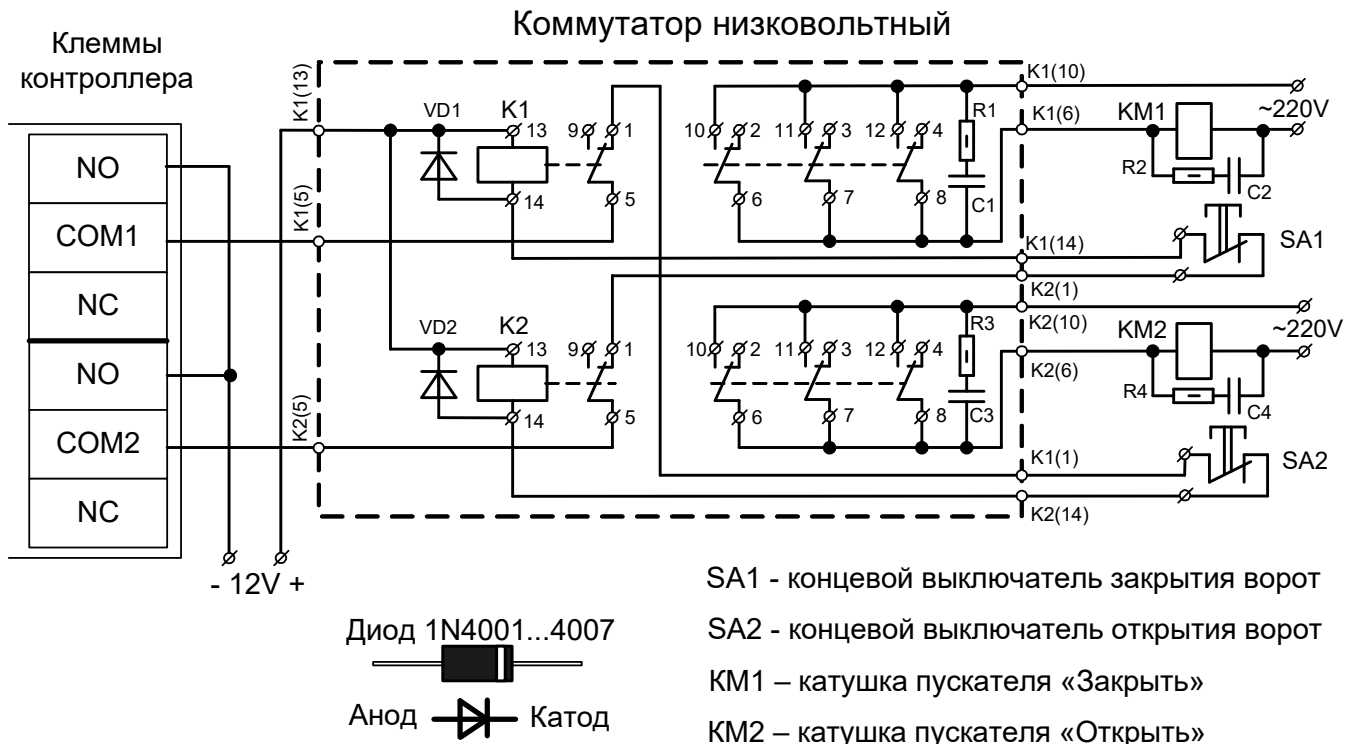 Коммутатор низковольтный
Клеммы
контроллера
K1(13)
K1(5)
K2(5)
NO
COM1
NC
NO
COM2
NC
- 12V +
VD1
K1
13
14
9
1
5
10
2
11
3
12
4
6
7
8
R1
C1
K1(10)
K1(6)
KM1
~220V
R2
C2
K1(14)
SA1
K2(1)
VD2
K2
13
14
9
1
5
10
2
11
3
12
4
6
7
8
R3
C3
K2(10)
K2(6)
KM2
~220V
R4
C4
K1(1)
SA2
K2(14)
SA1 - концевой выключатель закрытия ворот
SA2 - концевой выключатель открытия ворот
КМ1 – катушка пускателя «Закрыть»
КМ2 – катушка пускателя «Открыть»
Диод 1N4001...4007
Анод
Катод